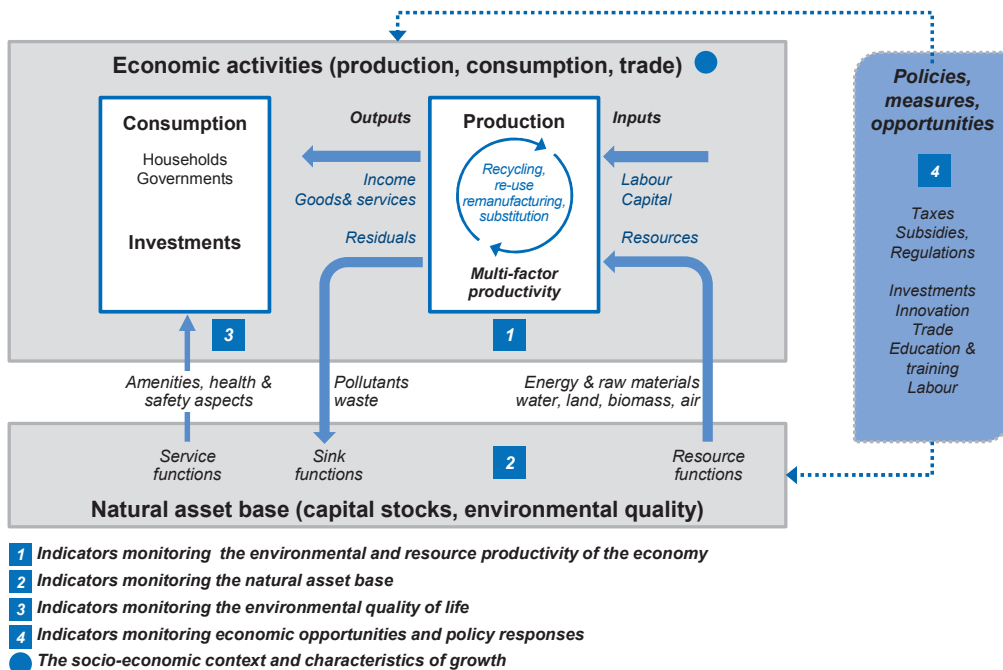 Economic activities (production, consumption, trade)
Consumption
Households
Governments
Investments
3
Outputs
Income
Goods& services
Residuals
Production
Recycling,
re-use
remanufacturing,
substitution
Multi-factor
productivity
1
Inputs
Labour
Capital
Resources
Policies,
measures,
opportunities
4
Taxes
Subsidies,
Regulations
Investments
Innovation
Trade
Education &
training
Labour
Amenities, health &
safety aspects
Pollutants
waste
Energy & raw materials
water, land, biomass, air
Service
functions
Sink
functions
2
Resource
functions
Natural asset base (capital stocks, environmental quality)
1 Indicators monitoring the environmental and resource productivity of the economy
2 Indicators monitoring the natural asset base
3 Indicators monitoring the environmental quality of life
4 Indicators monitoring economic opportunities and policy responses
The socio-economic context and characteristics of growth